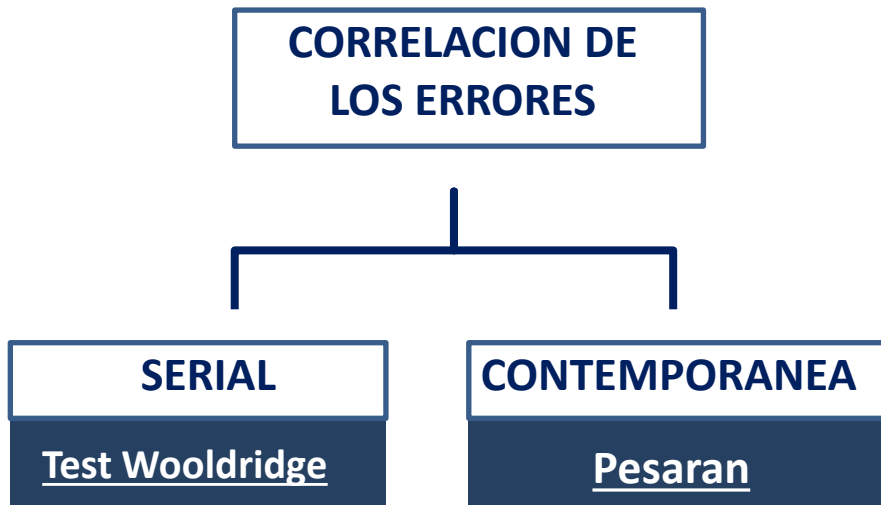 CORRELACION DE
LOS ERRORES
SERIAL
CONTEMPORANEA
Test Wooldridge
Pesaran